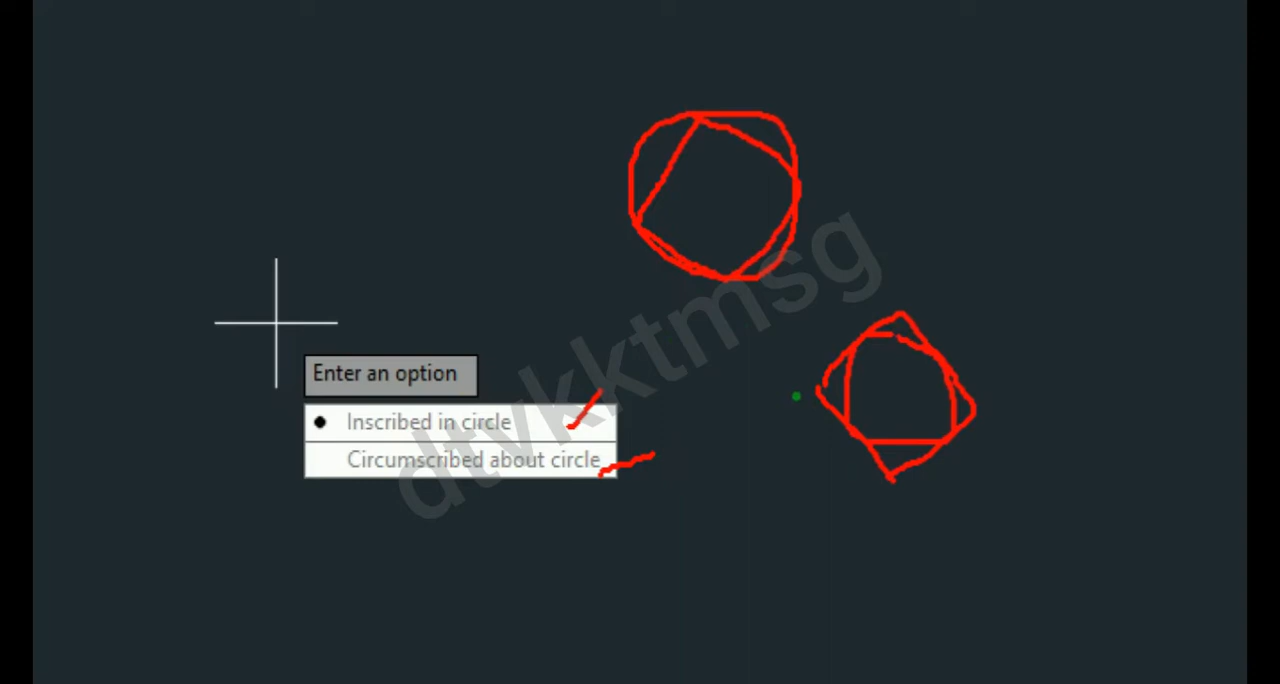 Enter an option
Inscribed in circle
Circumscribed about circle
dtvkktmsg